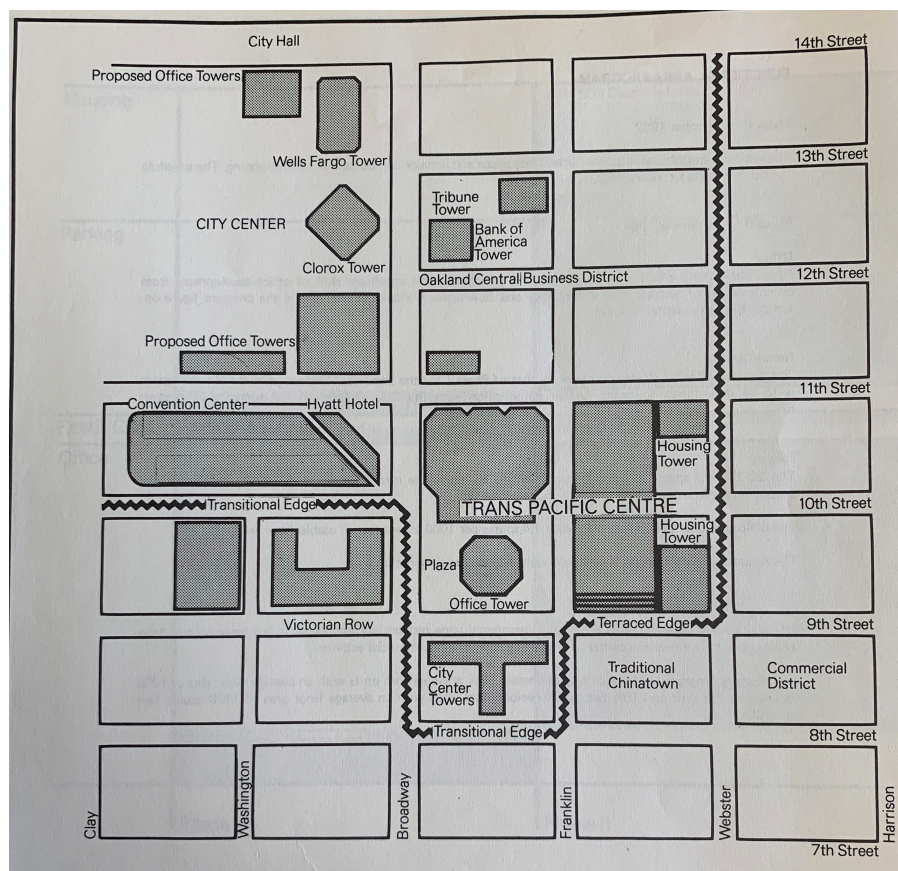 City Hall
14th Street
Proposed Office Towers
Wells Fargo Tower
13th Street
Tribune
Tower
CITY CENTER
Bank of
America
Tower
Clorox Tower
Oakland Central Business District
12th Street
Proposed Office Towers
11th Street
Convention Center
Hyatt Hotel
Housing
Tower
Transitional Edge
TRANS PACIFIC CENTRE
10th Street
Housing
Tower
Plaza
Office Tower
Victorian Row
Terraced Edge
9th Street
City
Center
Towers
Traditional
Chinatown
Commercial
District
Transitional Edge
8th Street
Clay
Washington
Broadway
Franklin
Webster
Harrison
7th Street